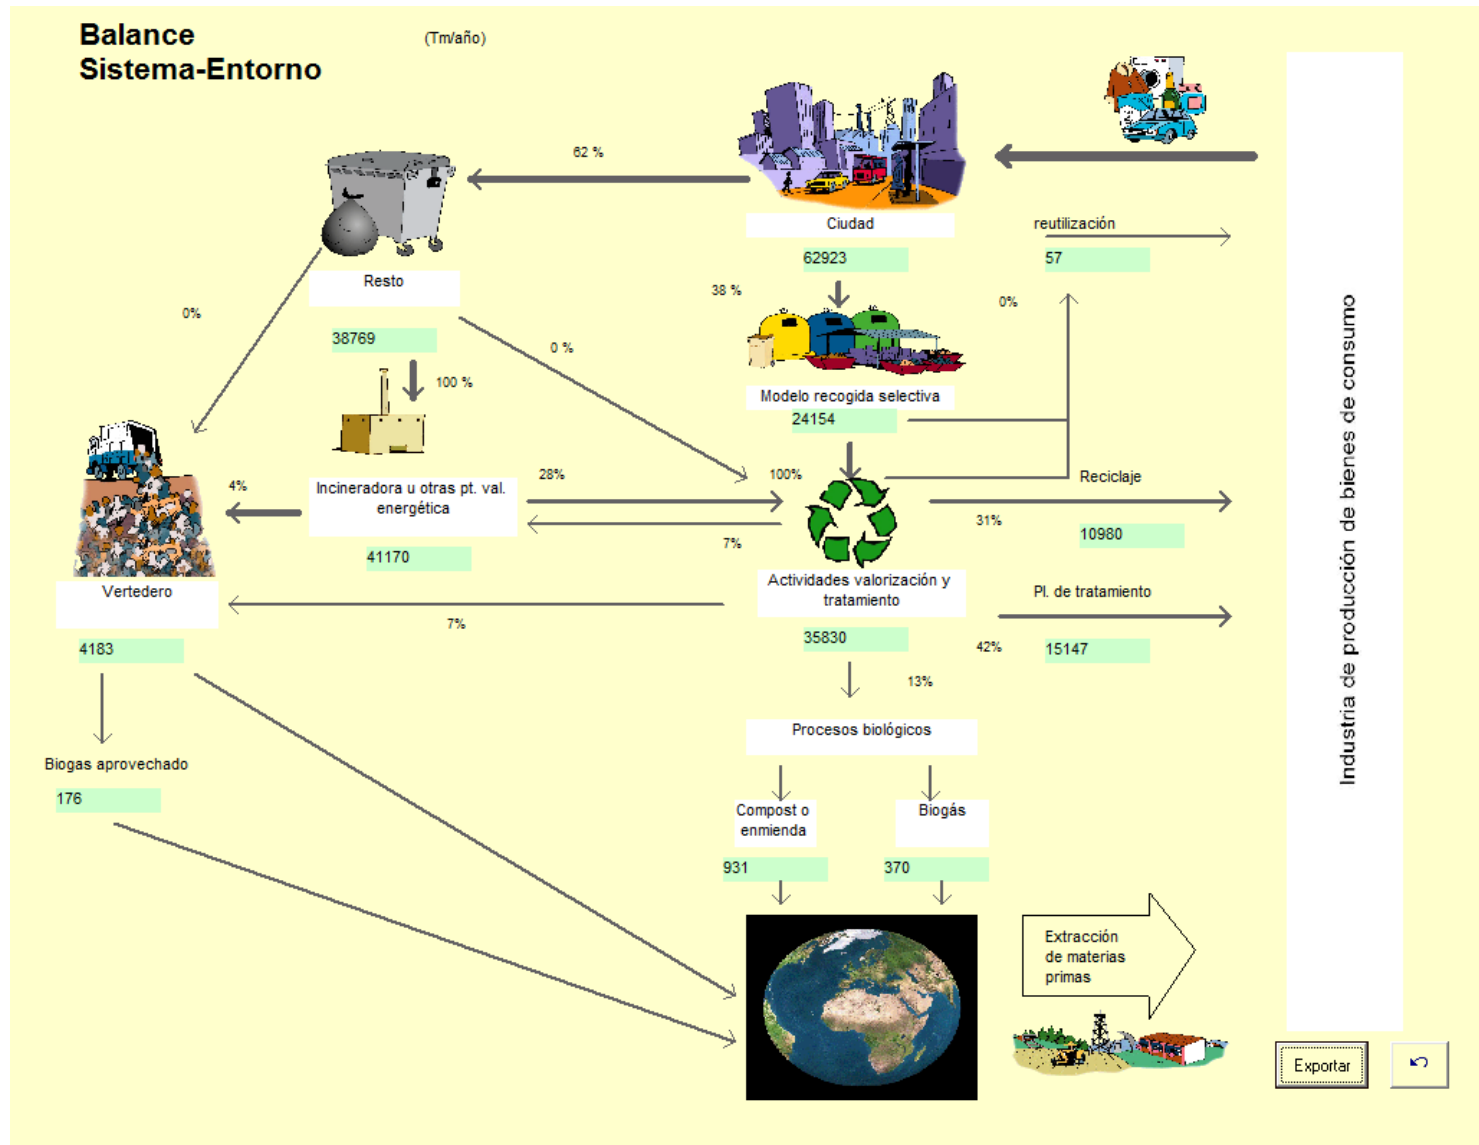 Balance
Sistema-Entorno
(Tm/año)
62 %
Ciudad
62923
reutilización
57
Resto
38769
38 %
0%
0%
0 %
100 %
Modelo recogida selectiva
24154
4%
Incineradora u otras pt. val.
energética
41170
28%
100%
7%
Reciclaje
31%
10980
Vertedero
4183
7%
Actividades valorización y
tratamiento
35830
Pl. de tratamiento
42%
15147
13%
Procesos biológicos
Biogas aprovechado
176
Compost o
enmienda
931
Biogás
370
Extracción
de materias
primas
Industria de producción de bienes de consumo
Exportar